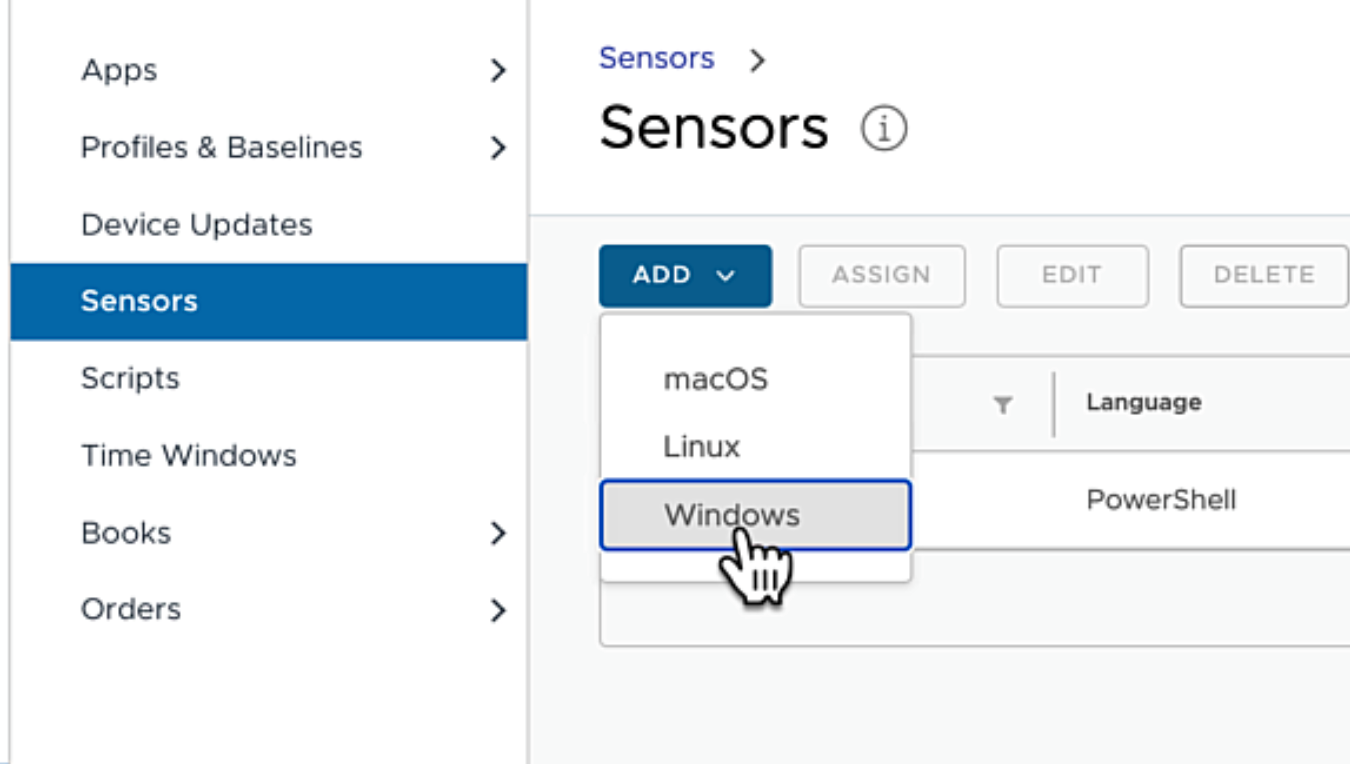 Apps
Profiles & Baselines
Device Updates
Sensors
Scripts
Time Windows
Books
Orders
Sensors
Sensors
ADD ASSIGN EDIT DELETE
macOS
Linux
Windows
Language
PowerShell